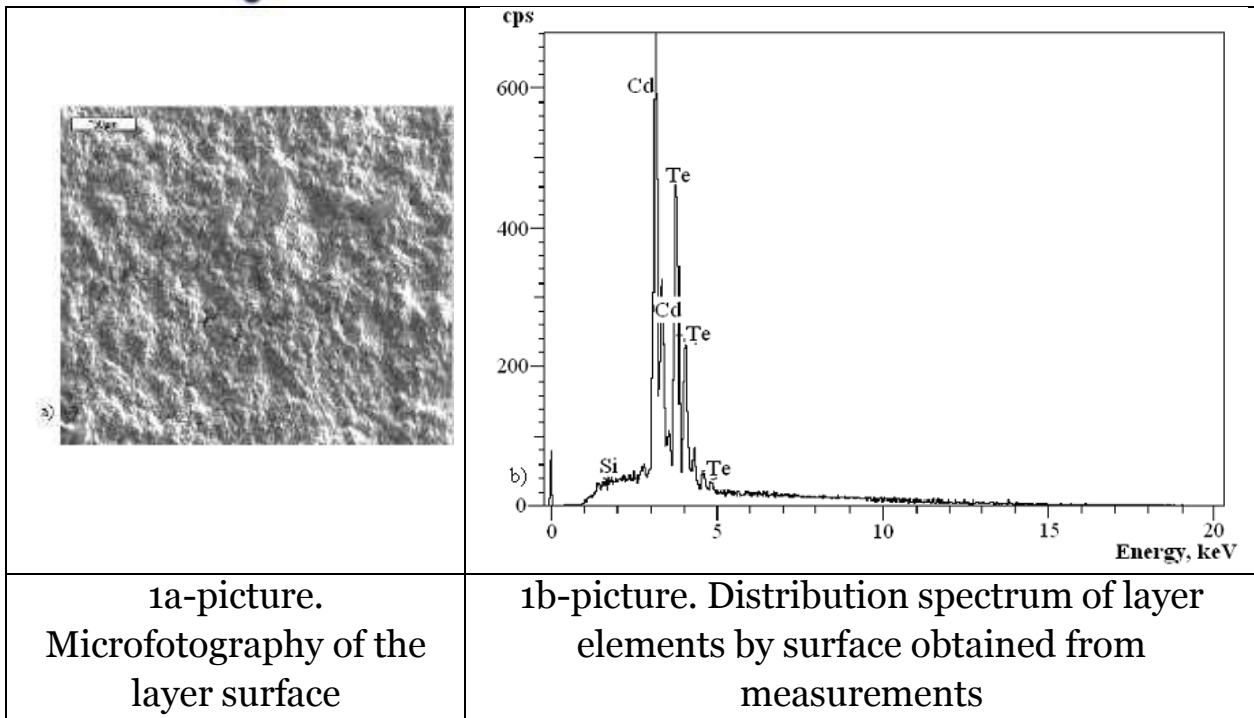 a)
cps
600
400
200
0
Cd
Te
Cd
Te
Si
Te
b)
0 5 10 15 20
Energy, keV
1a-picture.
Microfotography of the
layer surface
1b-picture. Distribution spectrum of layer
elements by surface obtained from
measurements